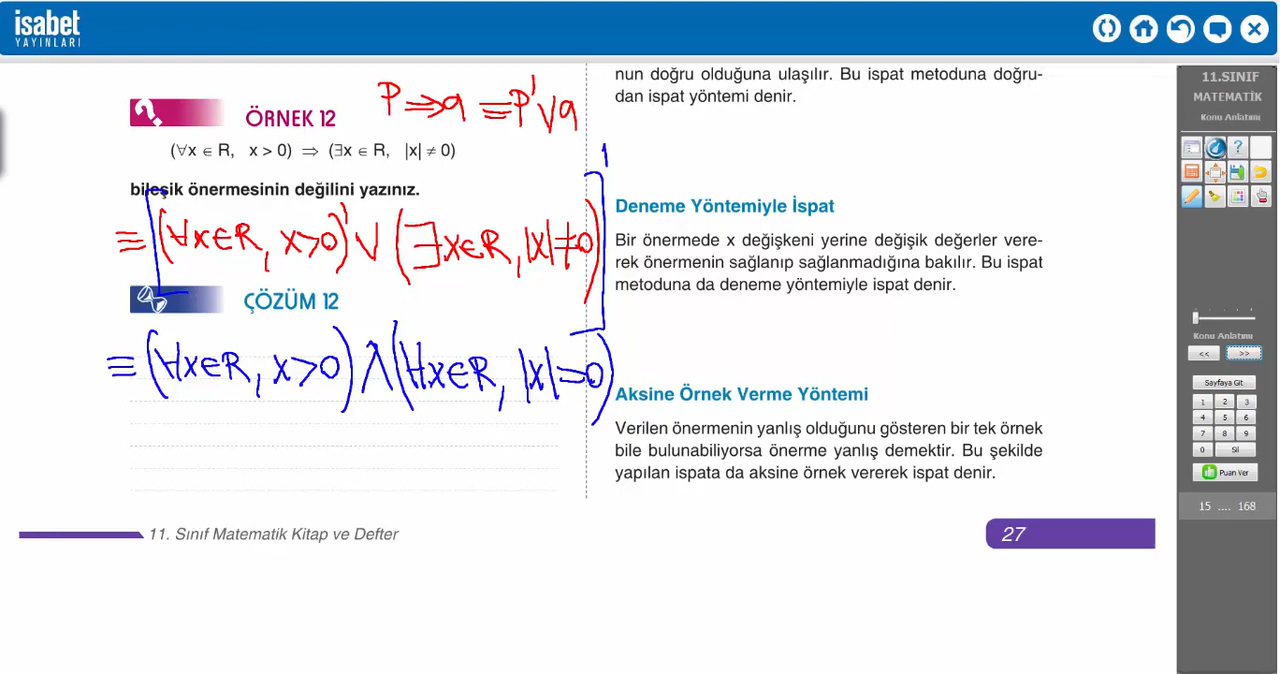 isabet
YAYINLARI
ÖRNEK 12
P ⇒ q ≡ P' ∨ q
(∀x ∈ R, x > 0) ⇒ (∃x ∈ R, |x| ≠ 0)
bileşik önermesinin değilini yazınız.
≡ [(∀x∈R, x>0)' ∨ (∃x∈R, |x|≠0)]'
ÇÖZÜM 12
≡ (∀x∈R, x>0) ∧ (∀x∈R, |x|=0)
nun doğru olduğuna ulaşılır. Bu ispat metoduna doğru-
dan ispat yöntemi denir.
Deneme Yöntemiyle İspat
Bir önermede x değişkeni yerine değişik değerler vere-
rek önermenin sağlanıp sağlanmadığına bakılır. Bu ispat
metoduna da deneme yöntemiyle ispat denir.
Aksine Örnek Verme Yöntemi
Verilen önermenin yanlış olduğunu gösteren bir tek örnek
bile bulunabiliyorsa önerme yanlış demektir. Bu şekilde
yapılan ispata da aksine örnek vererek ispat denir.
11. Sınıf Matematik Kitap ve Defter
27
11.SINIF
MATEMATİK
Konu Anlatımı
?
Konu Anlatımı
<< >>
Sayfaya Git
1 2 3
4 5 6
7 8 9
0 Sil
Puan Ver
15 .... 168